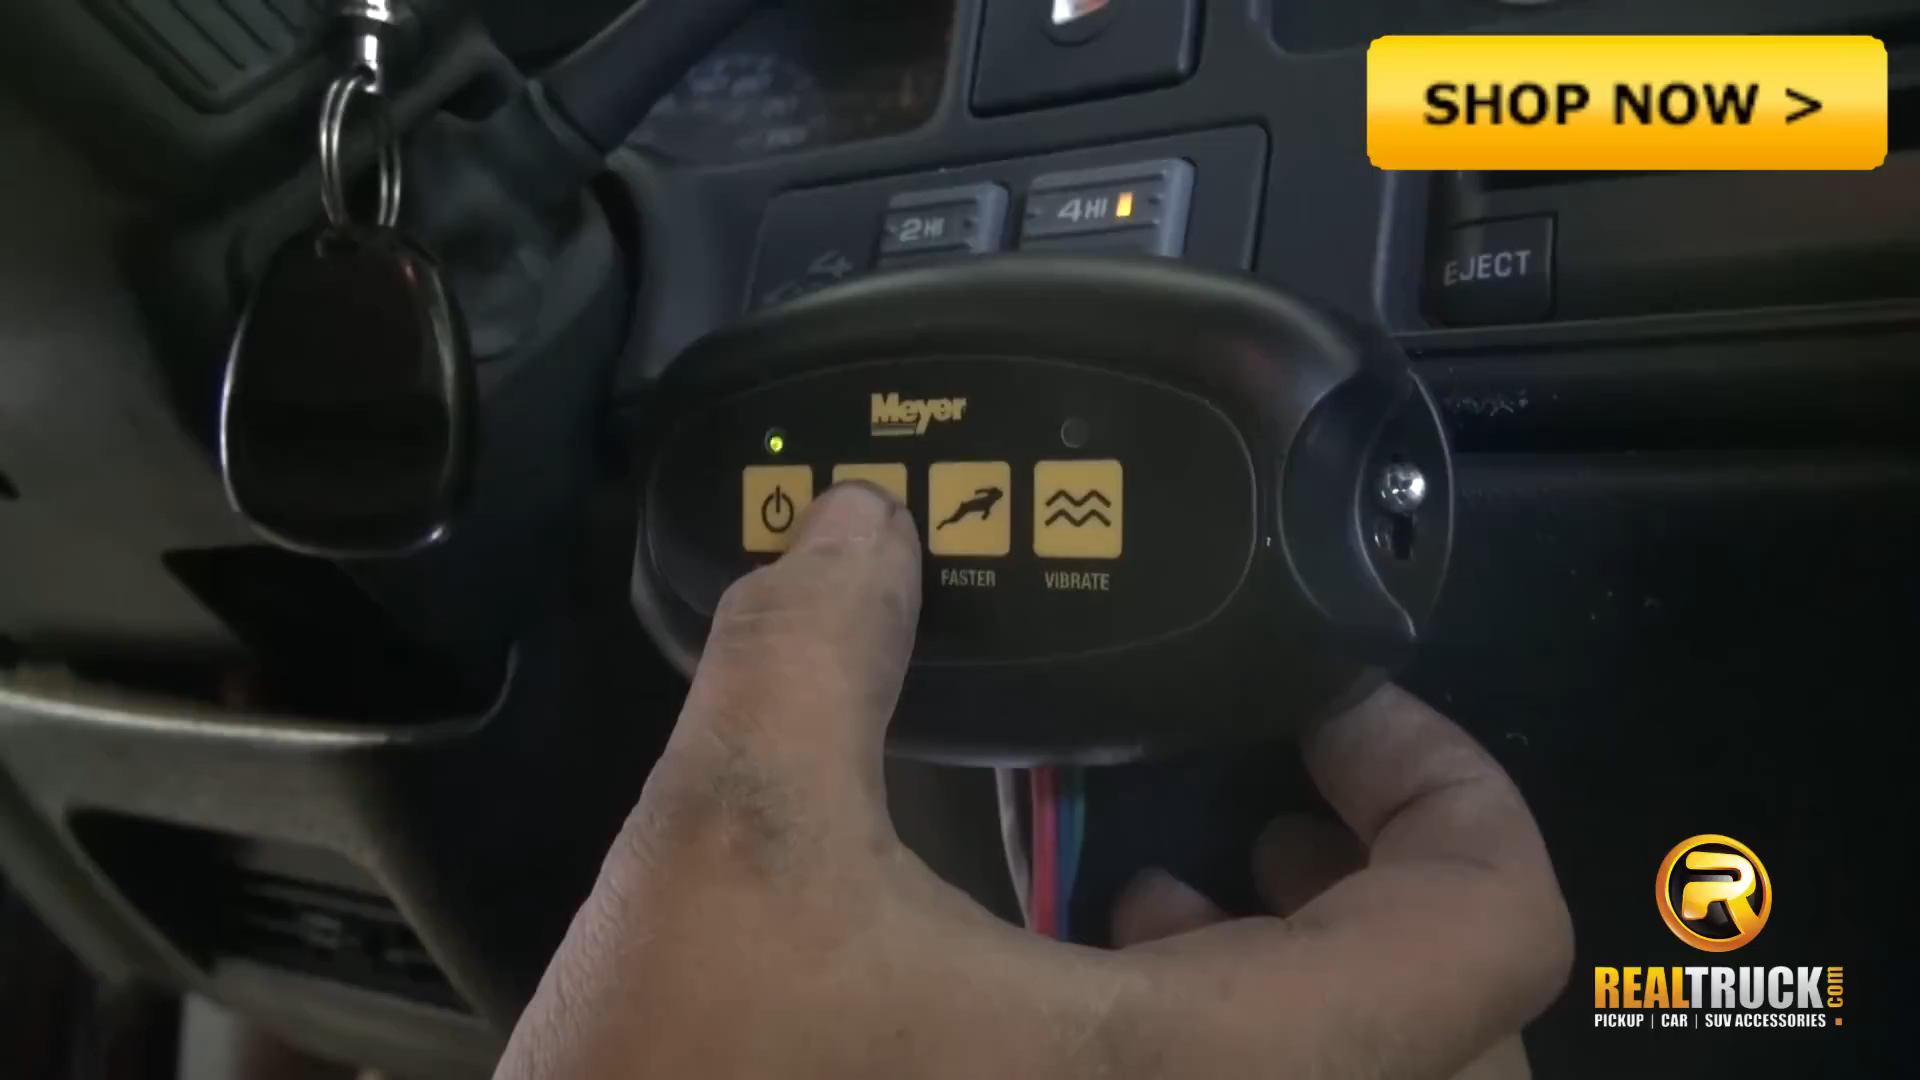 SHOP NOW >
2HI
4HI
EJECT
Meyer
FASTER
VIBRATE
REALTRUCK.com
PICKUP | CAR | SUV ACCESSORIES